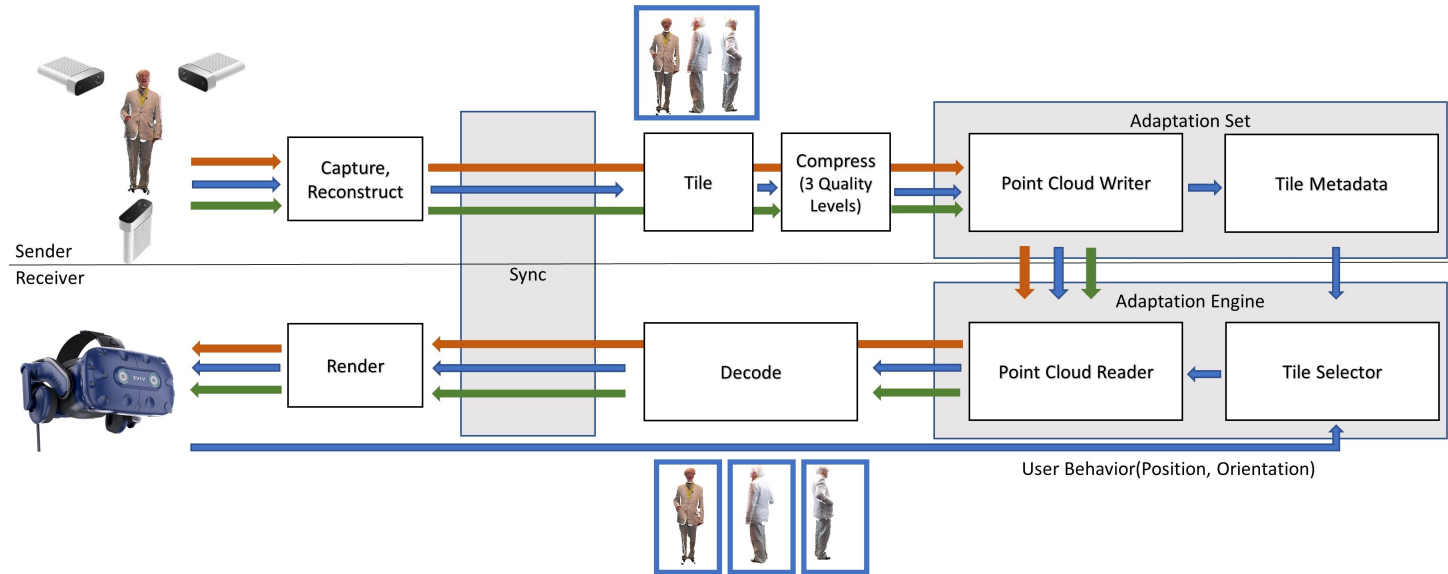 Adaptation Set
Capture,
Reconstruct
Tile
Compress
(3 Quality
Levels)
Point Cloud Writer
Tile Metadata
Sender
Receiver
Sync
Adaptation Engine
VIVE
Render
Decode
Point Cloud Reader
Tile Selector
User Behavior(Position, Orientation)